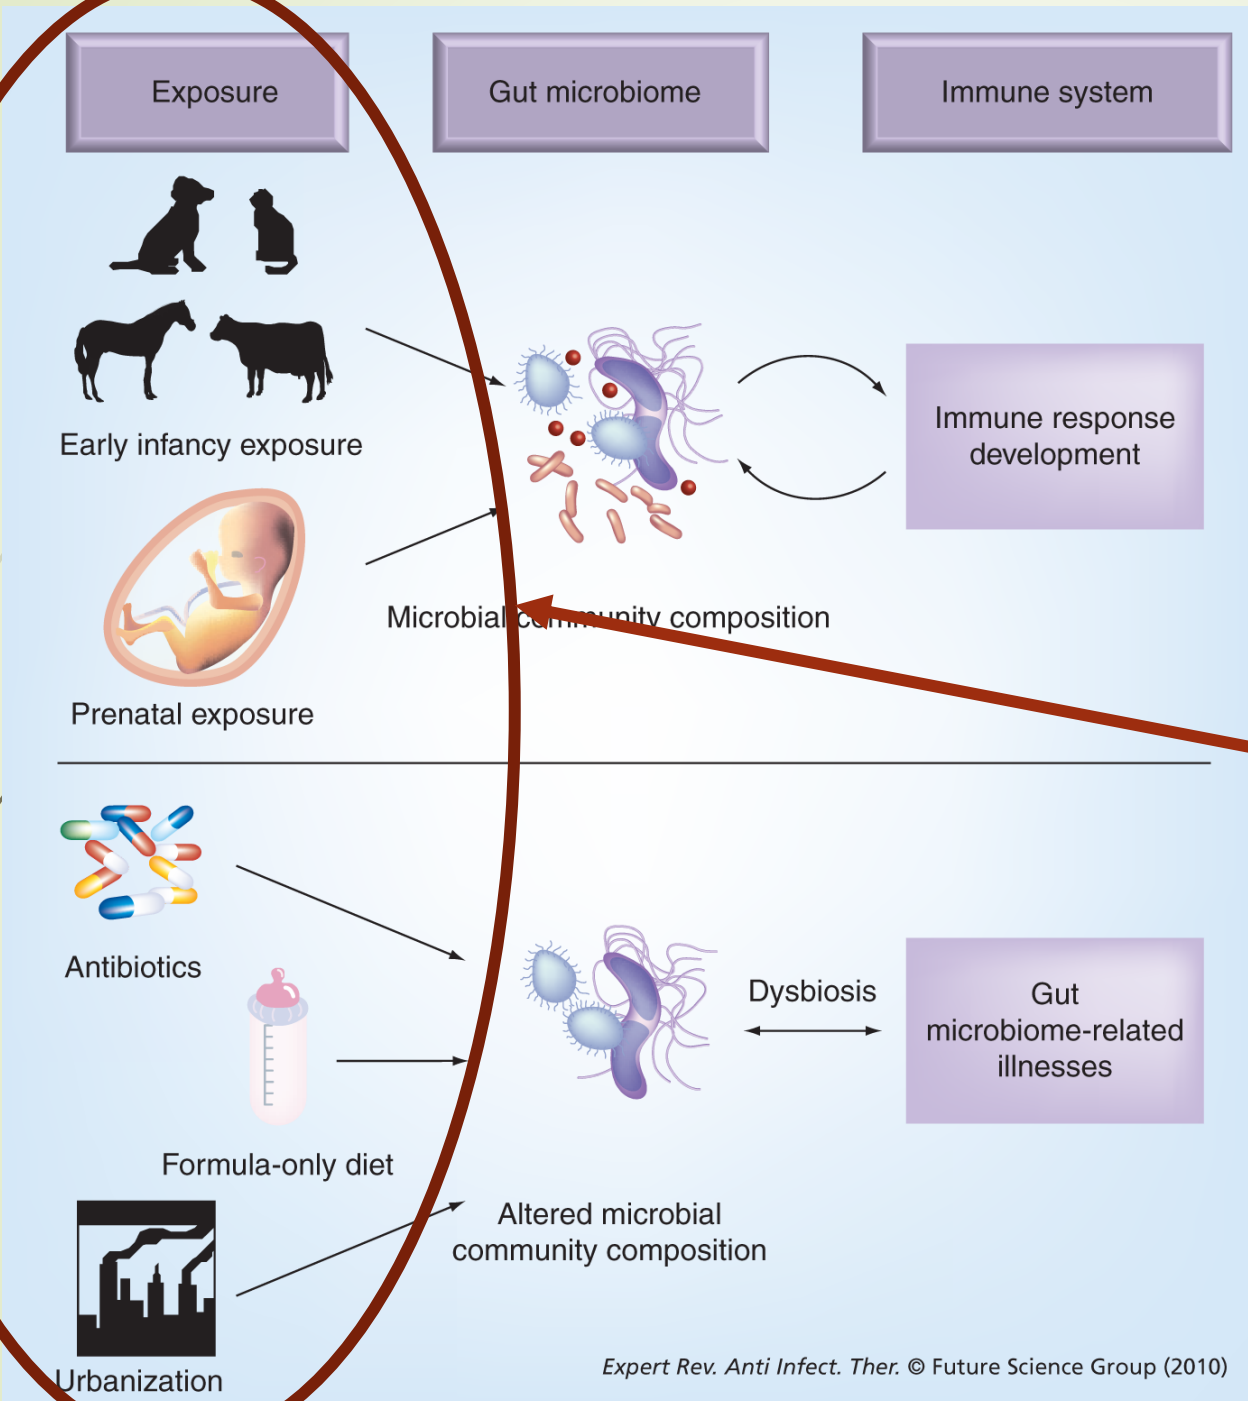 Exposure
Gut microbiome
Immune system
Early infancy exposure
Immune response
development
Microbial community composition
Prenatal exposure
Antibiotics
Dysbiosis
Gut
microbiome-related
illnesses
Formula-only diet
Altered microbial
community composition
Urbanization
Expert Rev. Anti Infect. Ther. © Future Science Group (2010)